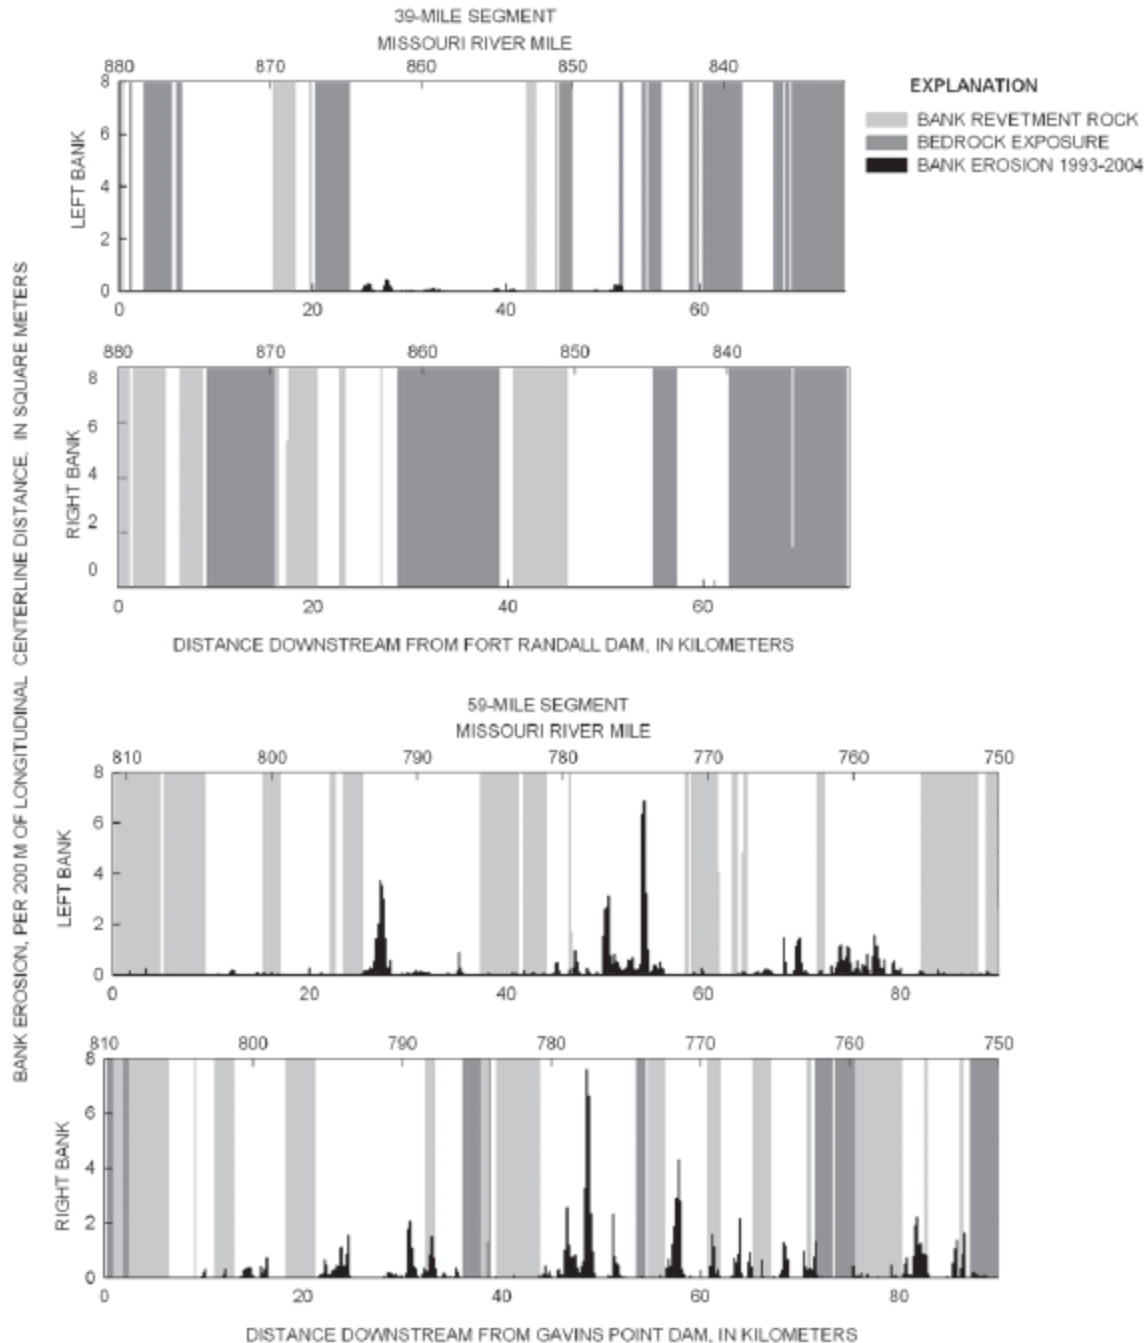 39-MILE SEGMENT
MISSOURI RIVER MILE
880 870 860 850 840
8
6
4
2
0
LEFT BANK
0 20 40 60
EXPLANATION
BANK REVETMENT ROCK
BEDROCK EXPOSURE
BANK EROSION 1993-2004
880 870 860 850 840
8
6
4
2
0
RIGHT BANK
0 20 40 60
DISTANCE DOWNSTREAM FROM FORT RANDALL DAM, IN KILOMETERS
BANK EROSION, PER 200 M OF LONGITUDINAL CENTERLINE DISTANCE, IN SQUARE METERS
59-MILE SEGMENT
MISSOURI RIVER MILE
810 800 790 780 770 760 750
8
6
4
2
0
LEFT BANK
0 20 40 60 80
810 800 790 780 770 760 750
8
6
4
2
0
RIGHT BANK
0 20 40 60 80
DISTANCE DOWNSTREAM FROM GAVINS POINT DAM, IN KILOMETERS